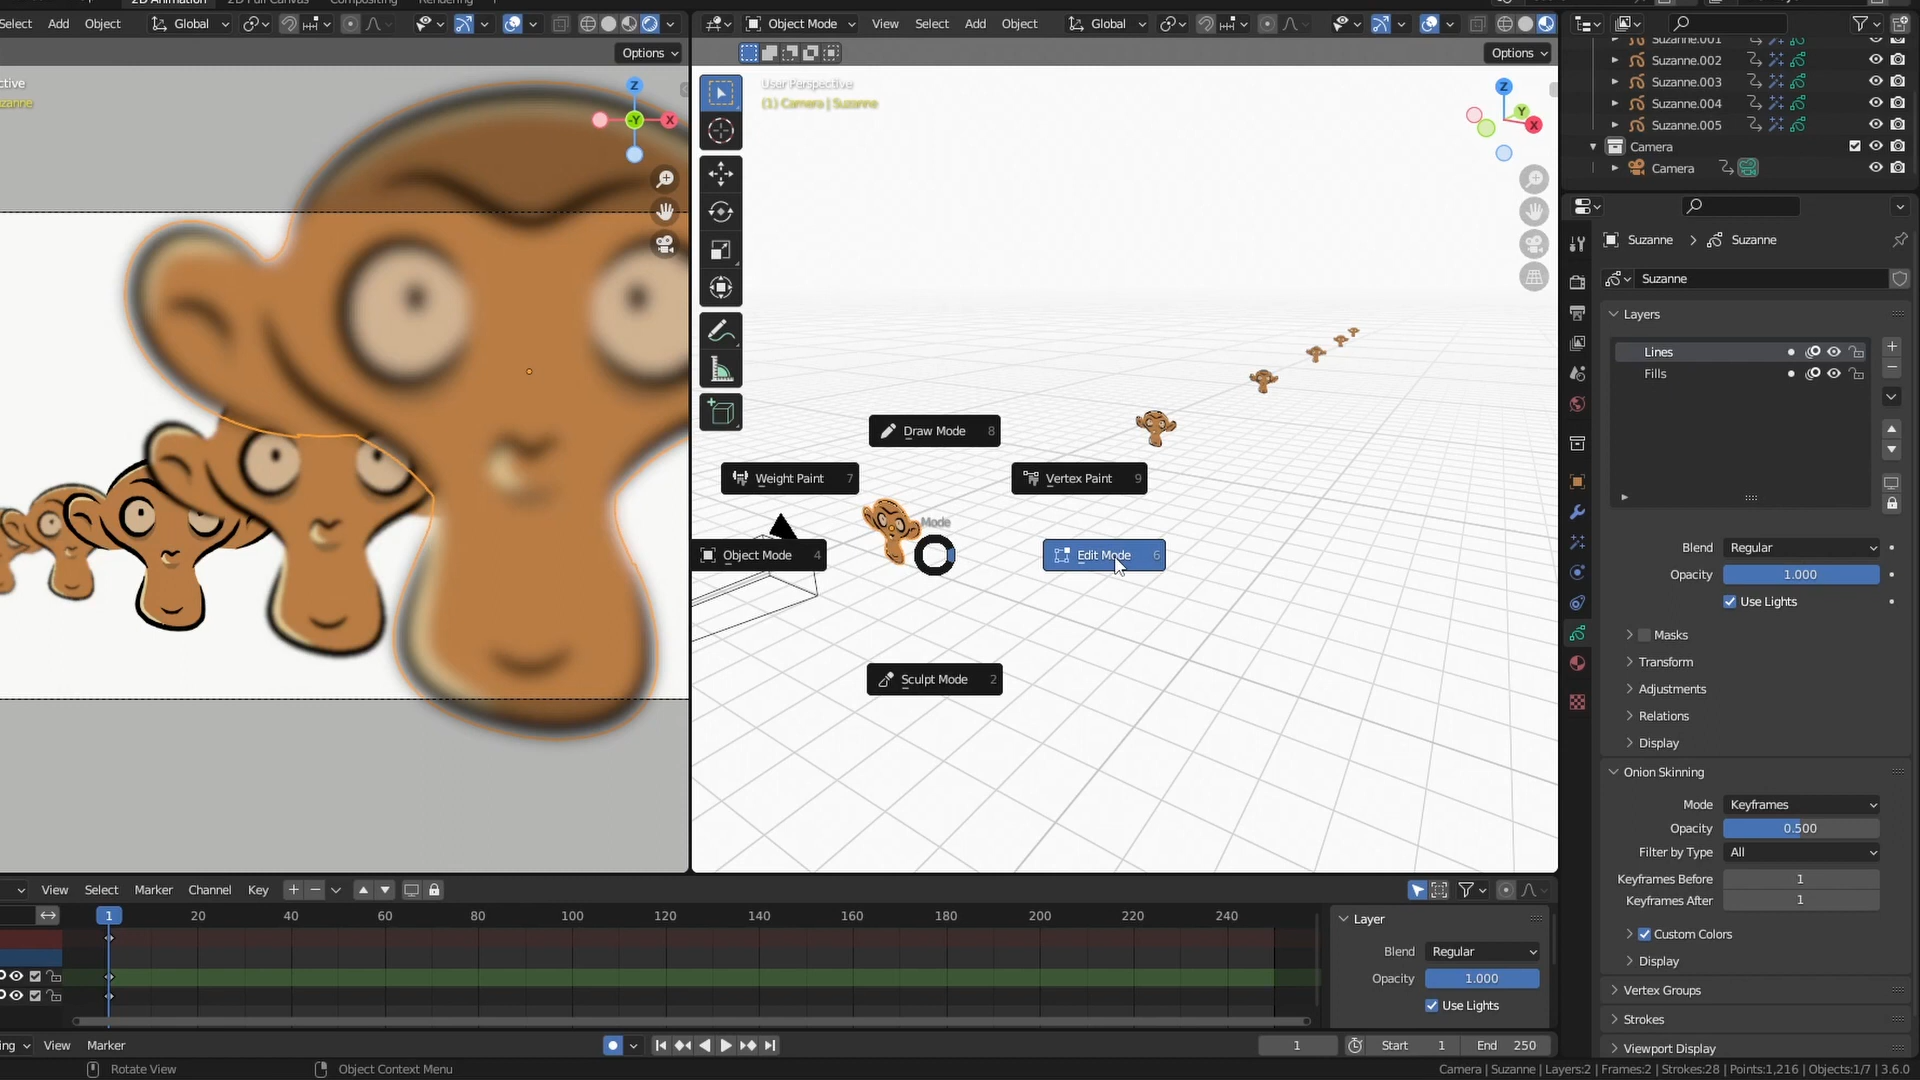 2D Animation 2D Full Canvas Compositing Rendering
Select Add Object Global
Object Mode View Select Add Object Global
Options
Options
User Perspective
(1) Camera | Suzanne
Z
-Y
X
Z
Y
X
Suzanne.001
Suzanne.002
Suzanne.003
Suzanne.004
Suzanne.005
Camera
Camera
Suzanne Suzanne
Suzanne
Layers
Lines
Fills
Blend Regular
Opacity 1.000
Use Lights
Masks
Transform
Adjustments
Relations
Display
Onion Skinning
Mode Keyframes
Opacity 0.500
Filter by Type All
Keyframes Before 1
Keyframes After 1
Custom Colors
Display
Vertex Groups
Strokes
Viewport Display
Draw Mode 8
Weight Paint 7
Vertex Paint 9
Mode
Object Mode 4
Edit Mode 6
Sculpt Mode 2
View Select Marker Channel Key
1 20 40 60 80 100 120 140 160 180 200 220 240
Layer
Blend Regular
Opacity 1.000
Use Lights
View Marker
1 Start 1 End 250
Rotate View Object Context Menu
Camera | Suzanne | Layers:2 | Frames:2 | Strokes:28 | Points:1,216 | Objects:1/7 | 3.6.0